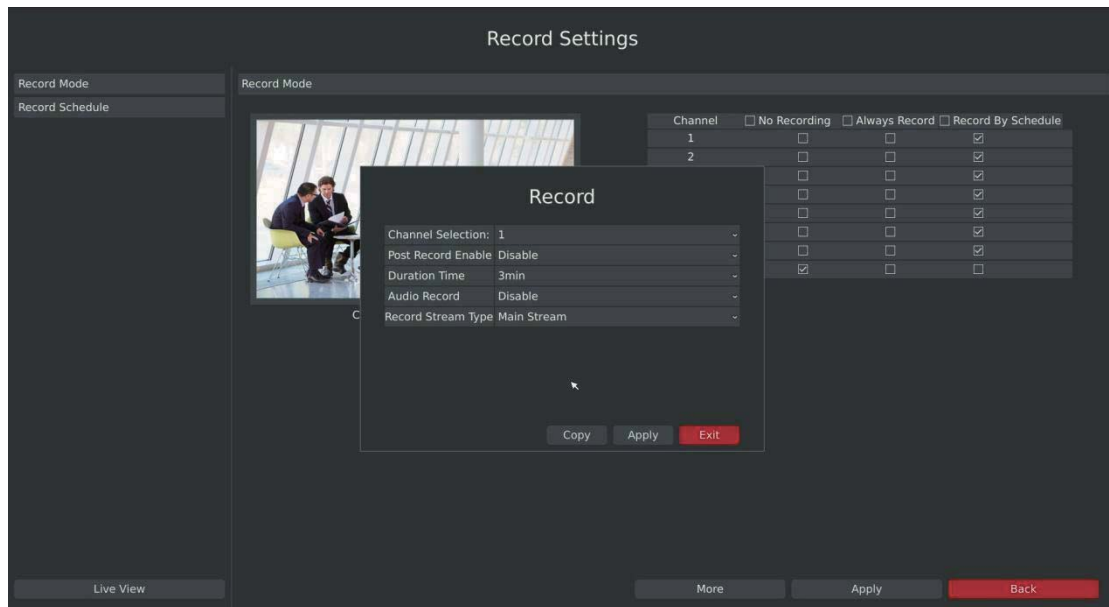 Record Settings
Record Mode
Record Schedule
Record Mode
Channel No Recording Always Record Record By Schedule
1
2
Record
Channel Selection: 1
Post Record Enable Disable
Duration Time 3min
Audio Record Disable
Record Stream Type Main Stream
C
Copy Apply Exit
Live View More Apply Back